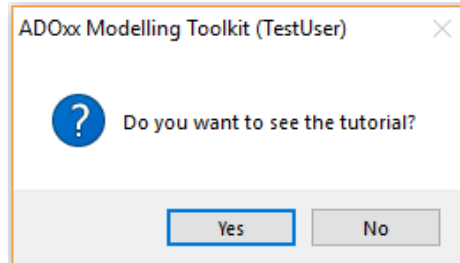 ADOxx Modelling Toolkit (TestUser)
Do you want to see the tutorial?
Yes
No